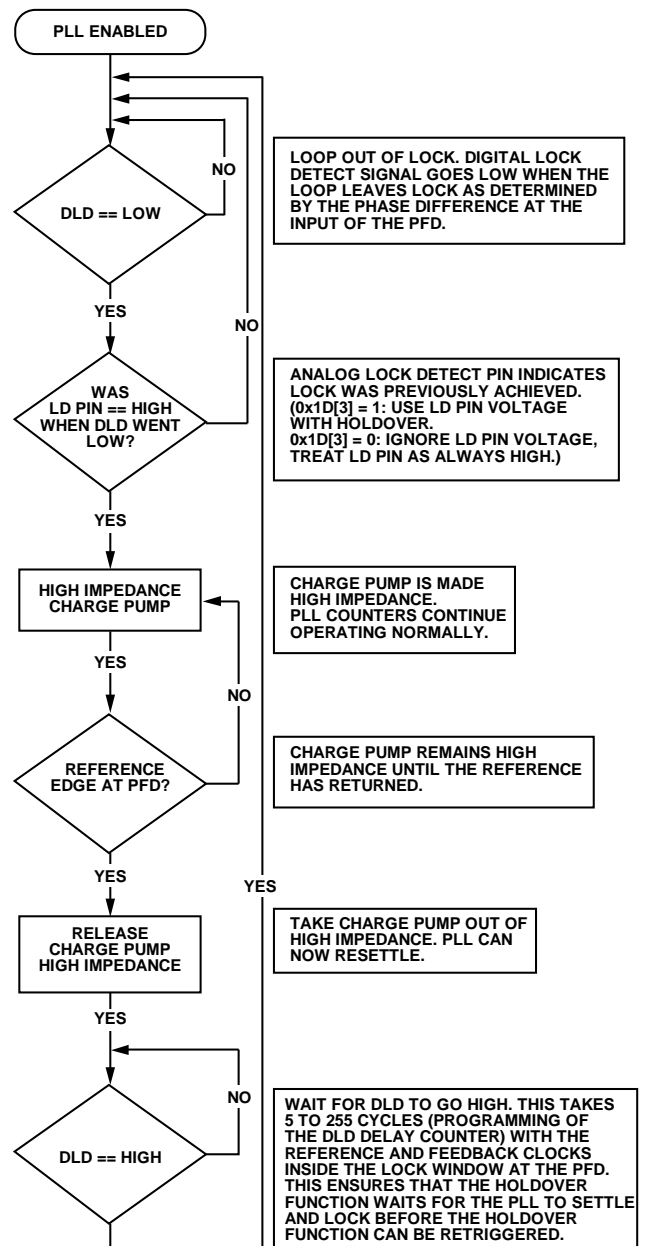 PLL ENABLED
NO
DLD == LOW
LOOP OUT OF LOCK. DIGITAL LOCK
DETECT SIGNAL GOES LOW WHEN THE
LOOP LEAVES LOCK AS DETERMINED
BY THE PHASE DIFFERENCE AT THE
INPUT OF THE PFD.
YES
NO
WAS
LD PIN == HIGH
WHEN DLD WENT
LOW?
ANALOG LOCK DETECT PIN INDICATES
LOCK WAS PREVIOUSLY ACHIEVED.
(0x1D[3] = 1: USE LD PIN VOLTAGE
WITH HOLDOVER.
0x1D[3] = 0: IGNORE LD PIN VOLTAGE,
TREAT LD PIN AS ALWAYS HIGH.)
YES
HIGH IMPEDANCE
CHARGE PUMP
CHARGE PUMP IS MADE
HIGH IMPEDANCE.
PLL COUNTERS CONTINUE
OPERATING NORMALLY.
YES
NO
REFERENCE
EDGE AT PFD?
CHARGE PUMP REMAINS HIGH
IMPEDANCE UNTIL THE REFERENCE
HAS RETURNED.
YES
YES
RELEASE
CHARGE PUMP
HIGH IMPEDANCE
TAKE CHARGE PUMP OUT OF
HIGH IMPEDANCE. PLL CAN
NOW RESETTLE.
YES
NO
DLD == HIGH
WAIT FOR DLD TO GO HIGH. THIS TAKES
5 TO 255 CYCLES (PROGRAMMING OF
THE DLD DELAY COUNTER) WITH THE
REFERENCE AND FEEDBACK CLOCKS
INSIDE THE LOCK WINDOW AT THE PFD.
THIS ENSURES THAT THE HOLDOVER
FUNCTION WAITS FOR THE PLL TO SETTLE
AND LOCK BEFORE THE HOLDOVER
FUNCTION CAN BE RETRIGGERED.